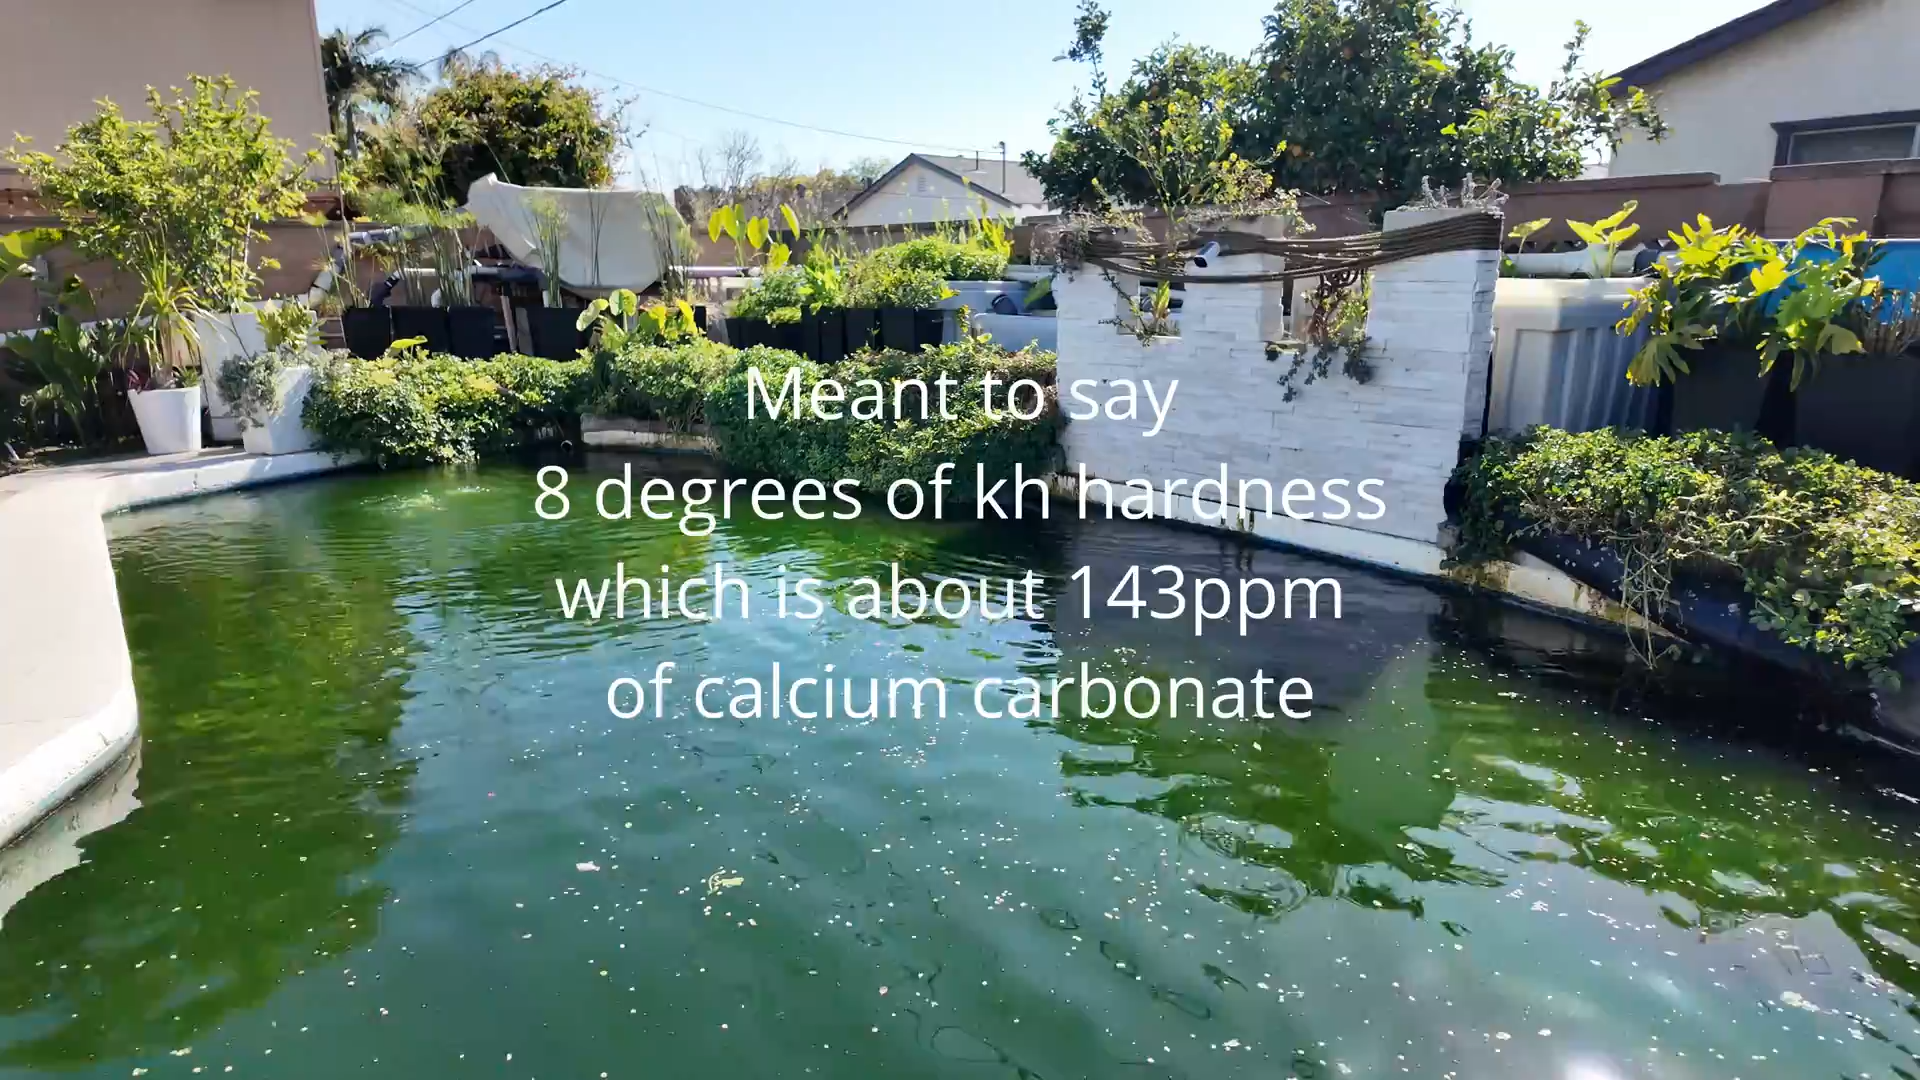 Meant to say
8 degrees of kh hardness
which is about 143ppm
of calcium carbonate